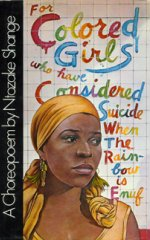 For
Colored
Girls
who have
Considered
Suicide
When
The
Rain-
bow is
Enuf
A Choreopoem by Ntozake Shange